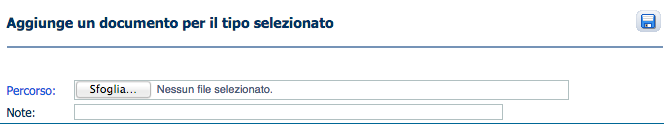 Aggiunge un documento per il tipo selezionato
Percorso: Sfoglia... Nessun file selezionato.
Note: